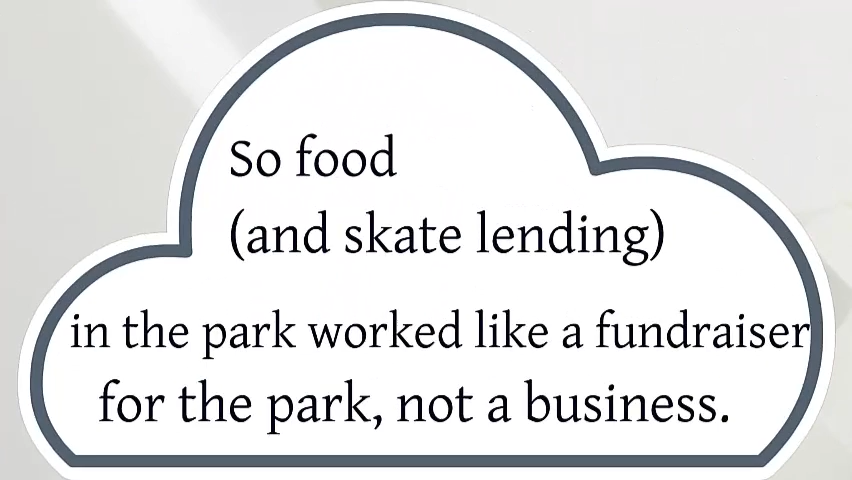 So food
(and skate lending)
in the park worked like a fundraiser
for the park, not a business.